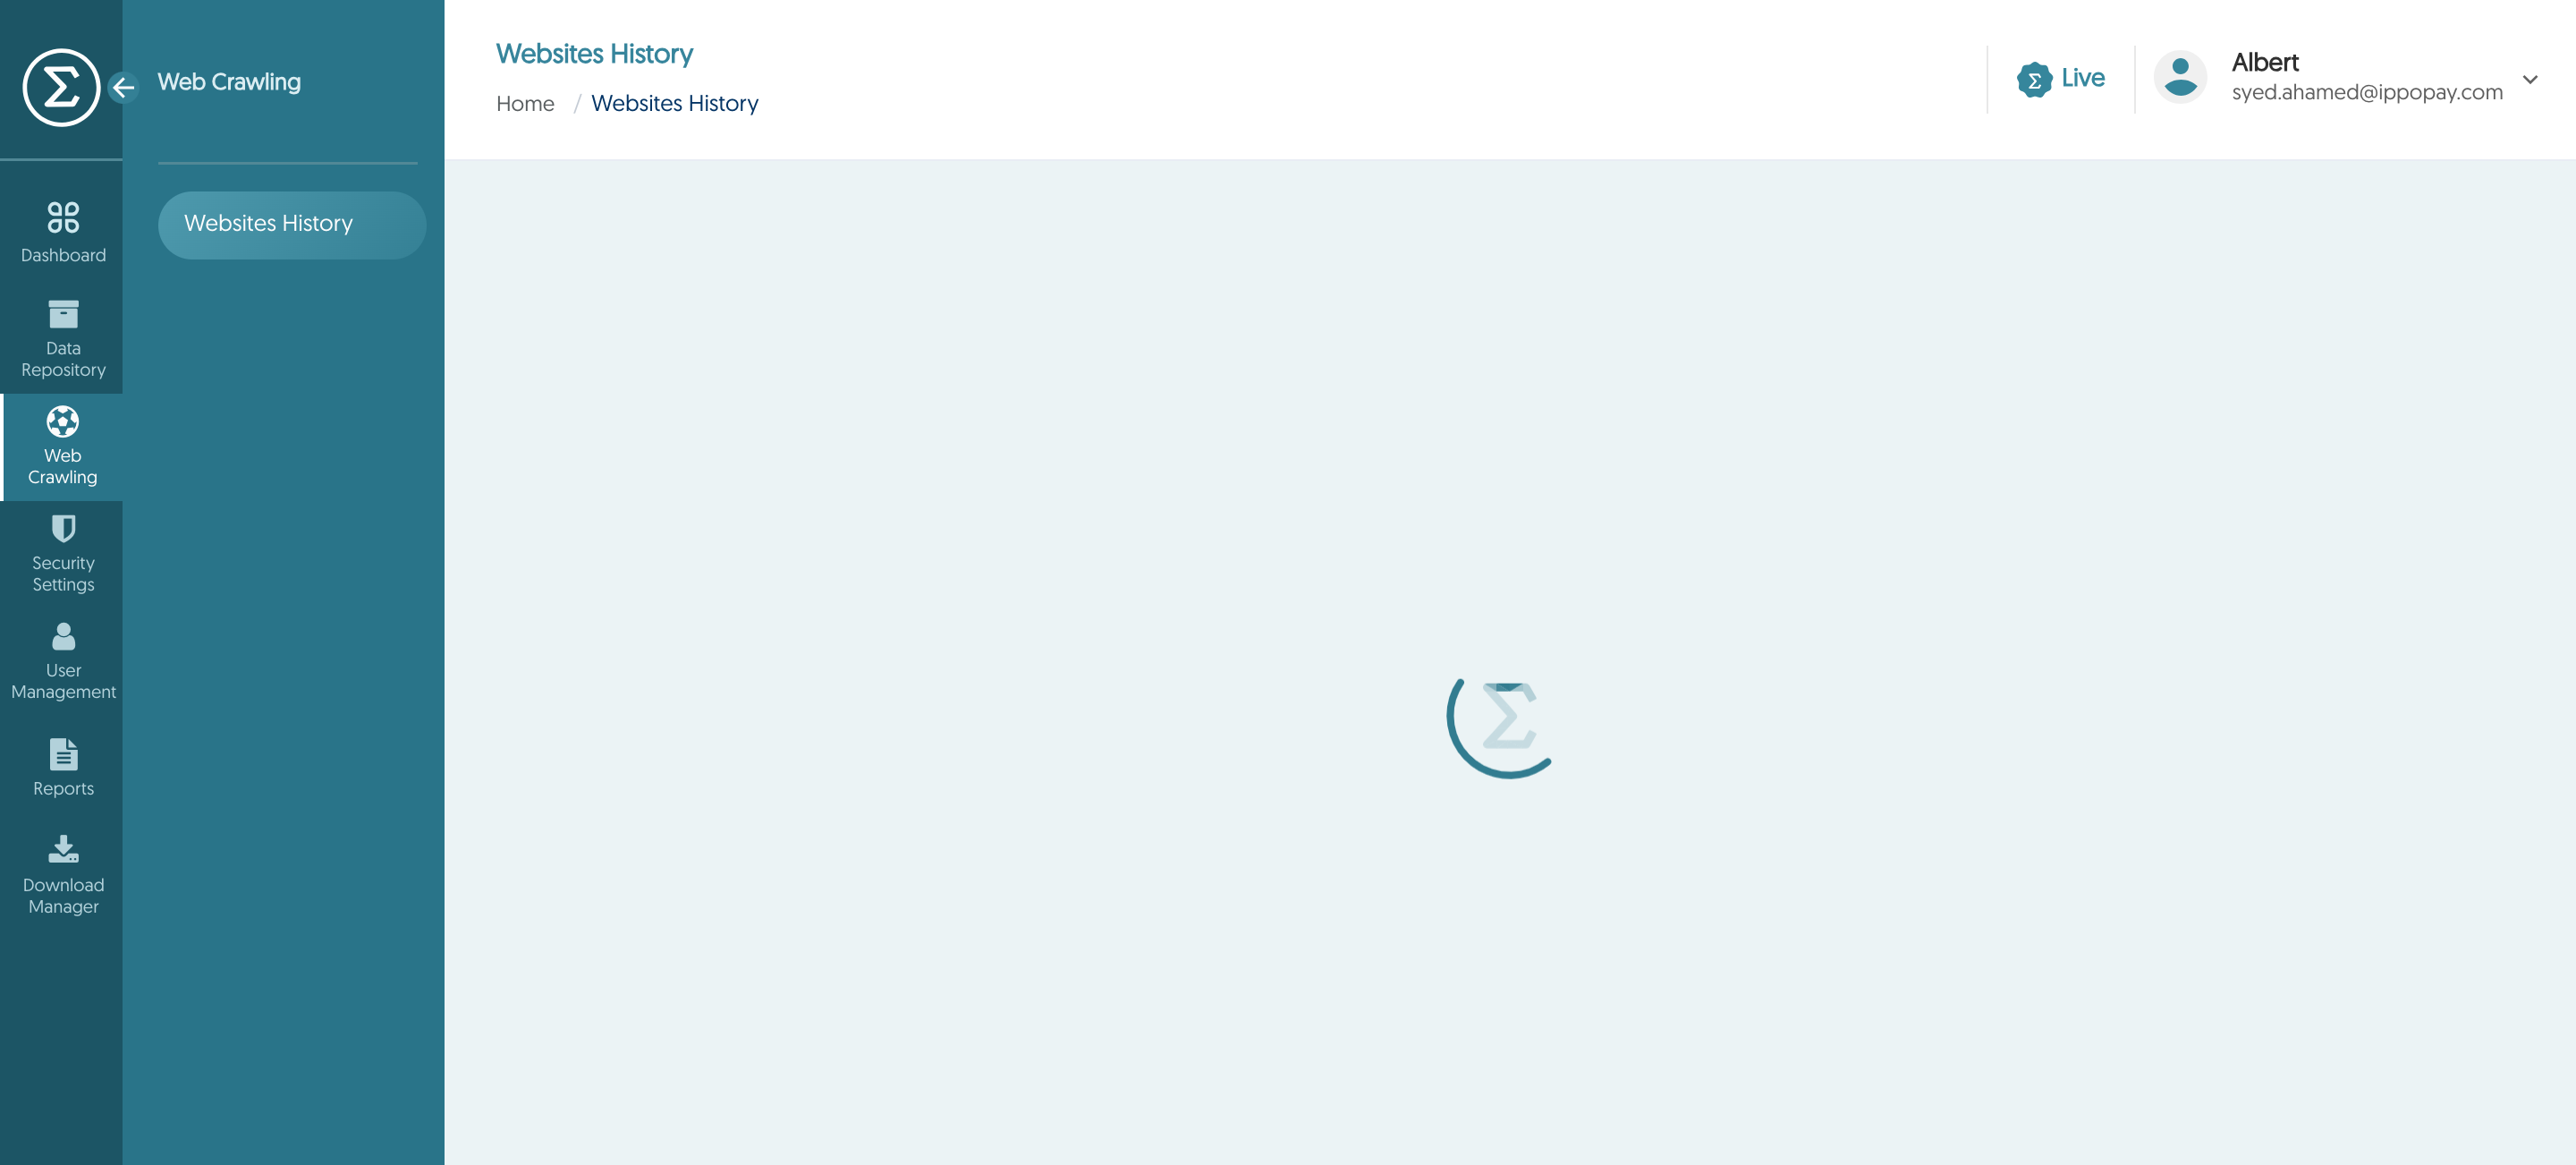 Σ
Web Crawling
Websites History
Dashboard
Data
Repository
Web
Crawling
Security
Settings
User
Management
Reports
Download
Manager
Websites History
Home / Websites History
Σ Live
Albert
syed.ahamed@ippopay.com
Σ